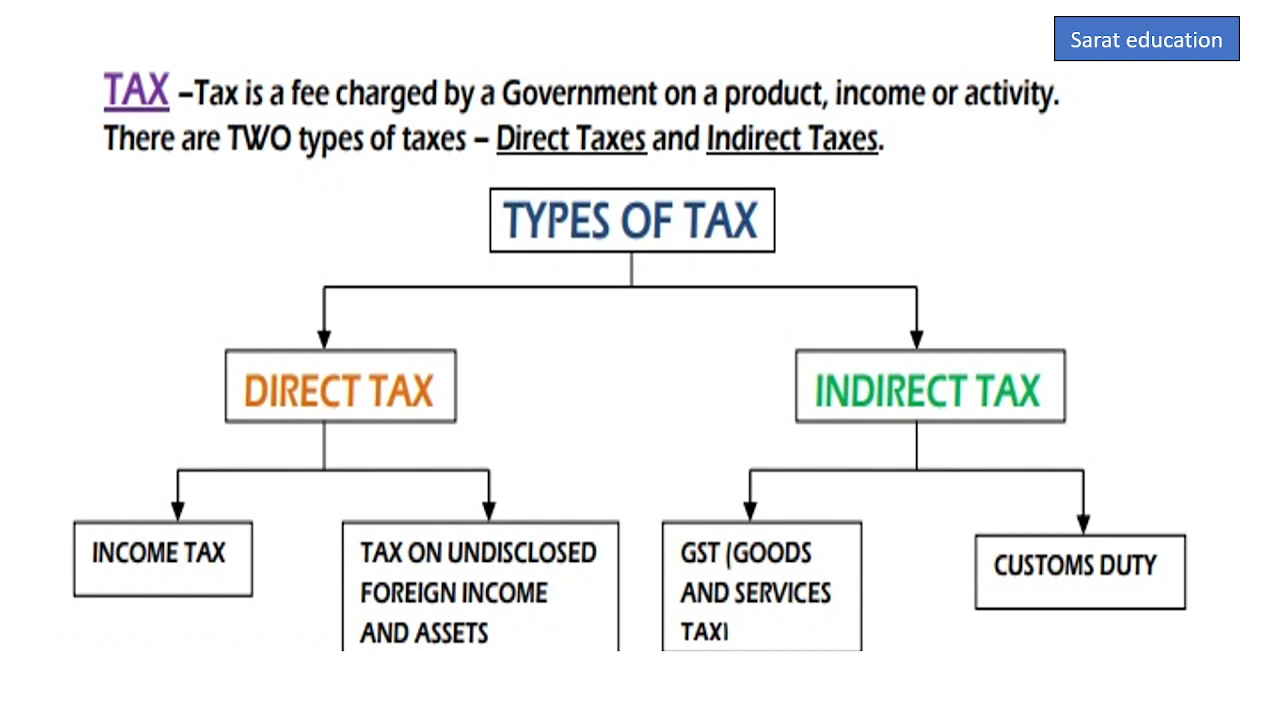 Sarat education
TAX –Tax is a fee charged by a Government on a product, income or activity.
There are TWO types of taxes – Direct Taxes and Indirect Taxes.
TYPES OF TAX
DIRECT TAX
INDIRECT TAX
INCOME TAX
TAX ON UNDISCLOSED
FOREIGN INCOME
AND ASSETS
GST (GOODS
AND SERVICES
TAX)
CUSTOMS DUTY